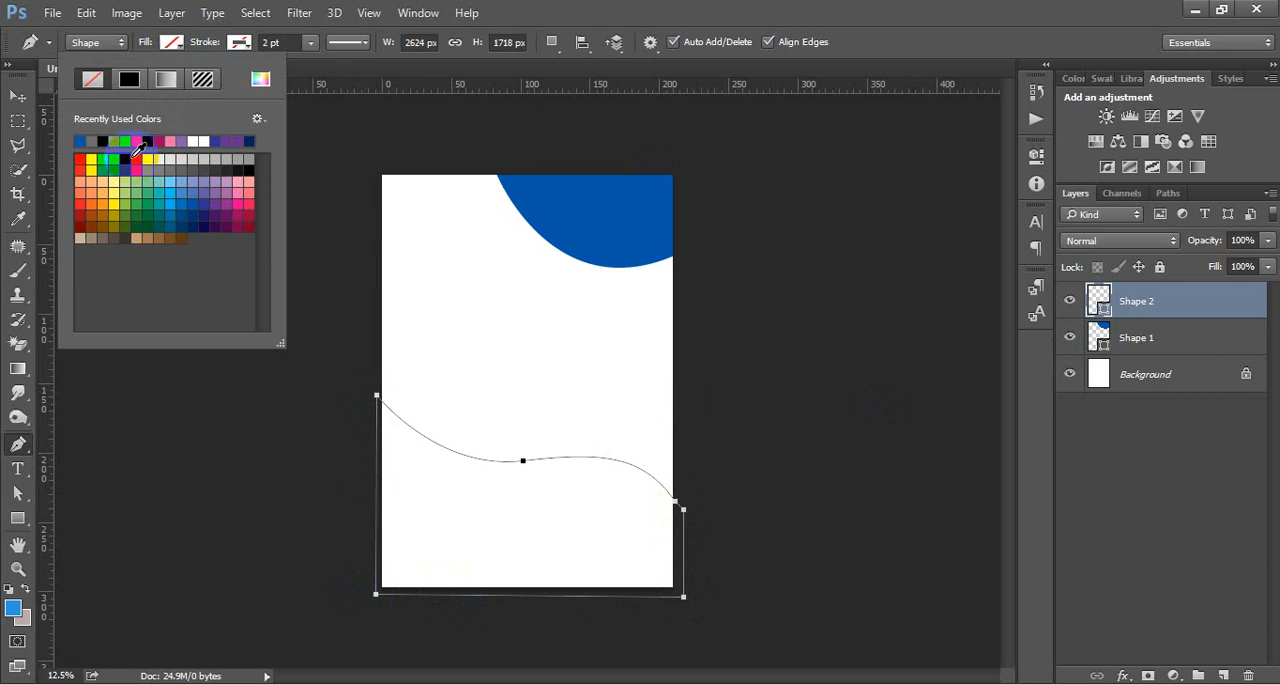 Ps File Edit Image Layer Type Select Filter 3D View Window Help
Shape Fill: Stroke: 2 pt W: 2624 px H: 1718 px Auto Add/Delete Align Edges Essentials
Color Swat Libra Adjustments Styles
50 0 50 100 150 200 250 300 350 400
Add an adjustment
Recently Used Colors
Layers Channels Paths
Kind
Normal Opacity: 100%
Lock: Fill: 100%
Shape 2
Shape 1
Background
12.5% Doc: 24.9M/0 bytes